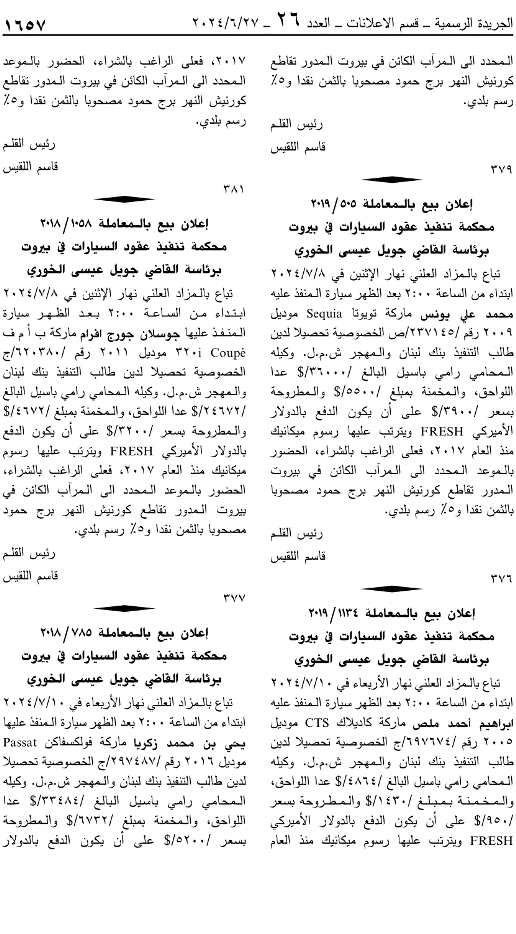 الجريدة الرسمية ــ قسم الاعلانات ــ العدد ٢٦ ــ ٢٠٢٤/٦/٢٧
١٦٥٧
المحدد الى المرآب الكائن في بيروت المدور تقاطع
كورنيش النهر برج حمود مصحوبا بالثمن نقدا و٥٪
رسم بلدي.
رئيس القلم
قاسم اللقيس
٣٧٩
إعلان بيع بالمعاملة ٢٠١٩/٥٠٥
محكمة تنفيذ عقود السيارات في بيروت
برئاسة القاضي جويل عيسى الخوري
تباع بالمزاد العلني نهار الإثنين في ٢٠٢٤/٧/٨
ابتداء من الساعة ٢:٠٠ بعد الظهر سيارة المنفذ عليه
محمد علي يونس ماركة تويوتا Sequia موديل
٢٠٠٩ رقم /٢٣٧١٤٥/ص الخصوصية تحصيلا لدين
طالب التنفيذ بنك لبنان والمهجر ش.م.ل. وكيله
المحامي رامي باسيل البالغ /٣٦٠٠٠/$ عدا
اللواحق، والمخمنة بمبلغ /٥٥٠٠/$ والمطروحة
بسعر /٣٩٠٠/$ على أن يكون الدفع بالدولار
الأميركي FRESH ويترتب عليها رسوم ميكانيك
منذ العام ٢٠١٧، فعلى الراغب بالشراء، الحضور
بالموعد المحدد الى المرآب الكائن في بيروت
المدور تقاطع كورنيش النهر برج حمود مصحوبا
بالثمن نقدا و٥٪ رسم بلدي.
رئيس القلم
قاسم اللقيس
٣٧٦
إعلان بيع بالمعاملة ٢٠١٩/١١٣٤
محكمة تنفيذ عقود السيارات في بيروت
برئاسة القاضي جويل عيسى الخوري
تباع بالمزاد العلني نهار الأربعاء في ٢٠٢٤/٧/١٠
ابتداء من الساعة ٢:٠٠ بعد الظهر سيارة المنفذ عليه
ابراهيم أحمد ملص ماركة كاديلاك CTS موديل
٢٠٠٥ رقم /٦٩٧٦٧٤/ج الخصوصية تحصيلا لدين
طالب التنفيذ بنك لبنان والمهجر ش.م.ل. وكيله
المحامي رامي باسيل البالغ /٤٨٦٤/$ عدا اللواحق،
والمخمنة بمبلغ /١٤٣٠/$ والمطروحة بسعر
/٩٥٠/$ على أن يكون الدفع بالدولار الأميركي
FRESH ويترتب عليها رسوم ميكانيك منذ العام
٢٠١٧، فعلى الراغب بالشراء، الحضور بالموعد
المحدد الى المرآب الكائن في بيروت المدور تقاطع
كورنيش النهر برج حمود مصحوبا بالثمن نقدا و٥٪
رسم بلدي.
رئيس القلم
قاسم اللقيس
٣٨١
إعلان بيع بالمعاملة ٢٠١٨/١٠٥٨
محكمة تنفيذ عقود السيارات في بيروت
برئاسة القاضي جويل عيسى الخوري
تباع بالمزاد العلني نهار الإثنين في ٢٠٢٤/٧/٨
ابتداء من الساعة ٢:٠٠ بعد الظهر سيارة
المنفذ عليها جوسلان جورج افرام ماركة ب أ م ف
٣٢٠i Coupé موديل ٢٠١١ رقم /٦٢٠٣٨٠/ج
الخصوصية تحصيلا لدين طالب التنفيذ بنك لبنان
والمهجر ش.م.ل. وكيله المحامي رامي باسيل البالغ
/٢٤٦٧٢/$ عدا اللواحق، والمخمنة بمبلغ /٤٦٧٢/$
والمطروحة بسعر /٣٢٠٠/$ على أن يكون الدفع
بالدولار الأميركي FRESH ويترتب عليها رسوم
ميكانيك منذ العام ٢٠١٧، فعلى الراغب بالشراء،
الحضور بالموعد المحدد الى المرآب الكائن في
بيروت المدور تقاطع كورنيش النهر برج حمود
مصحوبا بالثمن نقدا و٥٪ رسم بلدي.
رئيس القلم
قاسم اللقيس
٣٧٧
إعلان بيع بالمعاملة ٢٠١٨/٧٨٥
محكمة تنفيذ عقود السيارات في بيروت
برئاسة القاضي جويل عيسى الخوري
تباع بالمزاد العلني نهار الأربعاء في ٢٠٢٤/٧/١٠
ابتداء من الساعة ٢:٠٠ بعد الظهر سيارة المنفذ عليها
يحي بن محمد زكريا ماركة فولكسفاكن Passat
موديل ٢٠١٦ رقم /٢٩٧٤٨٧/ج الخصوصية تحصيلا
لدين طالب التنفيذ بنك لبنان والمهجر ش.م.ل. وكيله
المحامي رامي باسيل البالغ /٣٣٤٨٤/$ عدا
اللواحق، والمخمنة بمبلغ /٦٧٣٢/$ والمطروحة
بسعر /٥٢٠٠/$ على أن يكون الدفع بالدولار